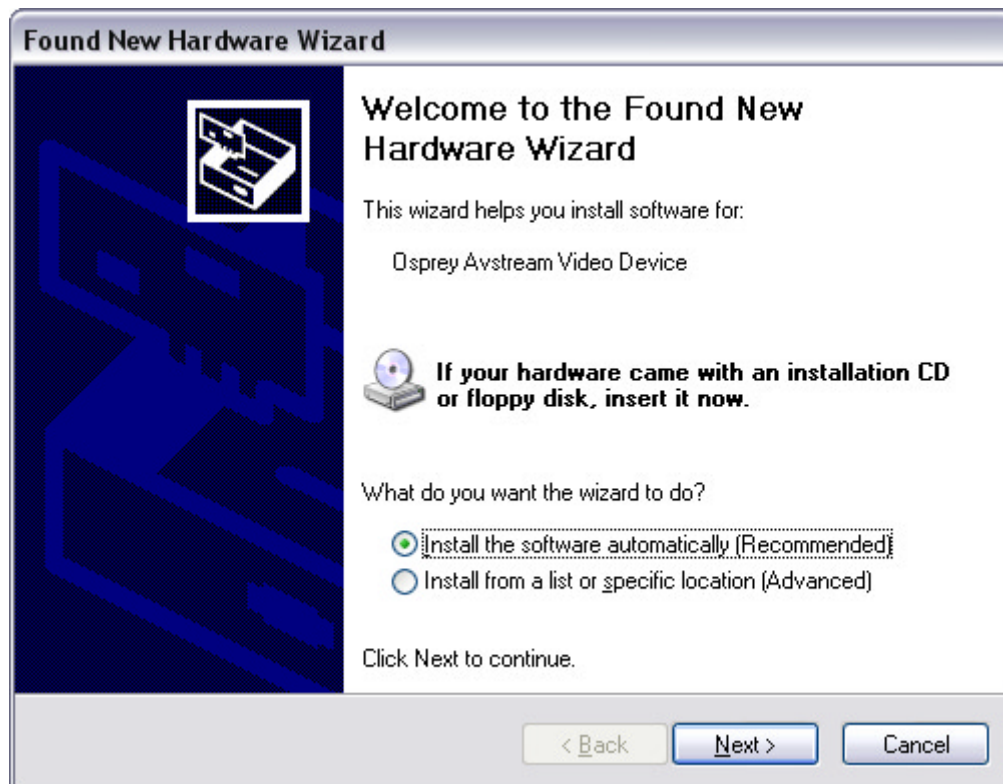 Found New Hardware Wizard
Welcome to the Found New
Hardware Wizard
This wizard helps you install software for:
Osprey Avstream Video Device
If your hardware came with an installation CD
or floppy disk, insert it now.
What do you want the wizard to do?
Install the software automatically (Recommended)
Install from a list or specific location (Advanced)
Click Next to continue.
< Back Next > Cancel